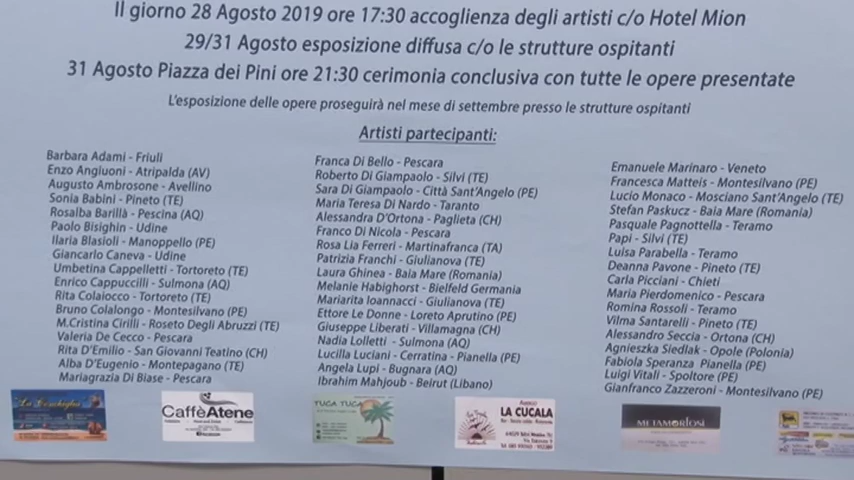 Il giorno 28 Agosto 2019 ore 17:30 accoglienza degli artisti c/o Hotel Mion
29/31 Agosto esposizione diffusa c/o le strutture ospitanti
31 Agosto Piazza dei Pini ore 21:30 cerimonia conclusiva con tutte le opere presentate
L'esposizione delle opere proseguirà nel mese di settembre presso le strutture ospitanti
Artisti partecipanti:
Barbara Adami - Friuli
Enzo Angiuoni - Atripalda (AV)
Augusto Ambrosone - Avellino
Sonia Babini - Pineto (TE)
Rosalba Barillà - Pescina (AQ)
Paolo Bisighin - Udine
Ilaria Blasioli - Manoppello (PE)
Giancarlo Caneva - Udine
Umbetina Cappelletti - Tortoreto (TE)
Enrico Cappuccilli - Sulmona (AQ)
Rita Colaiocco - Tortoreto (TE)
Bruno Colalongo - Montesilvano (PE)
M.Cristina Cirilli - Roseto Degli Abruzzi (TE)
Valeria De Cecco - Pescara
Rita D'Emilio - San Giovanni Teatino (CH)
Alba D'Eugenio - Montepagano (TE)
Mariagrazia Di Biase - Pescara
Franca Di Bello - Pescara
Roberto Di Giampaolo - Silvi (TE)
Sara Di Giampaolo - Città Sant'Angelo (PE)
Maria Teresa Di Nardo - Taranto
Alessandra D'Ortona - Paglieta (CH)
Franco Di Nicola - Pescara
Rosa Lia Ferreri - Martinafranca (TA)
Patrizia Franchi - Giulianova (TE)
Laura Ghinea - Baia Mare (Romania)
Melanie Habighorst - Bielfeld Germania
Mariarita Ioannacci - Giulianova (TE)
Ettore Le Donne - Loreto Aprutino (PE)
Giuseppe Liberati - Villamagna (CH)
Nadia Lolletti - Sulmona (AQ)
Lucilla Luciani - Cerratina - Pianella (PE)
Angela Lupi - Bugnara (AQ)
Ibrahim Mahjoub - Beirut (Libano)
Emanuele Marinaro - Veneto
Francesca Matteis - Montesilvano (PE)
Lucio Monaco - Mosciano Sant'Angelo (TE)
Stefan Paskucz - Baia Mare (Romania)
Pasquale Pagnottella - Teramo
Papi - Silvi (TE)
Luisa Parabella - Teramo
Deanna Pavone - Pineto (TE)
Carla Picciani - Chieti
Maria Pierdomenico - Pescara
Romina Rossoli - Teramo
Vilma Santarelli - Pineto (TE)
Alessandro Seccia - Ortona (CH)
Agnieszka Siedlak - Opole (Polonia)
Fabiola Speranza Pianella (PE)
Luigi Vitali - Spoltore (PE)
Gianfranco Zazzeroni - Montesilvano (PE)
La Conchiglia
CaffèAtene
TUCA TUCA
LA CUCALA
METAMORFOSI